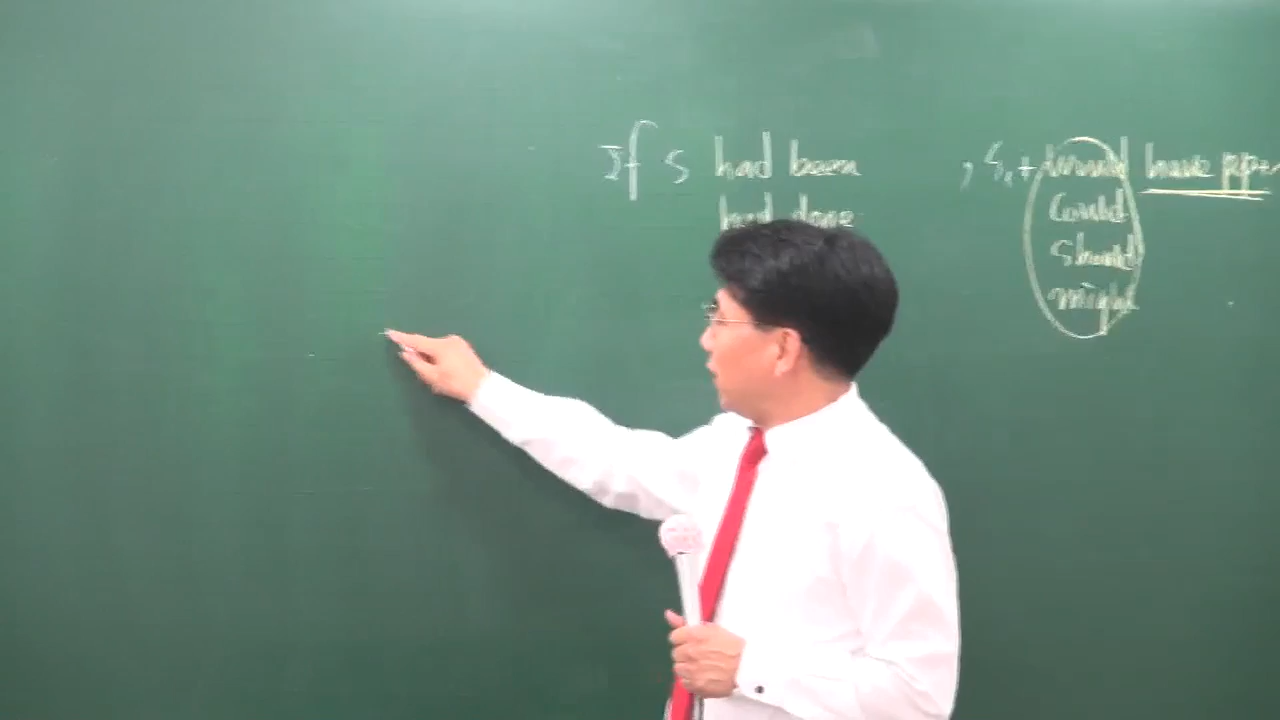 If s had been , s, + would have pp
had done could
should
might